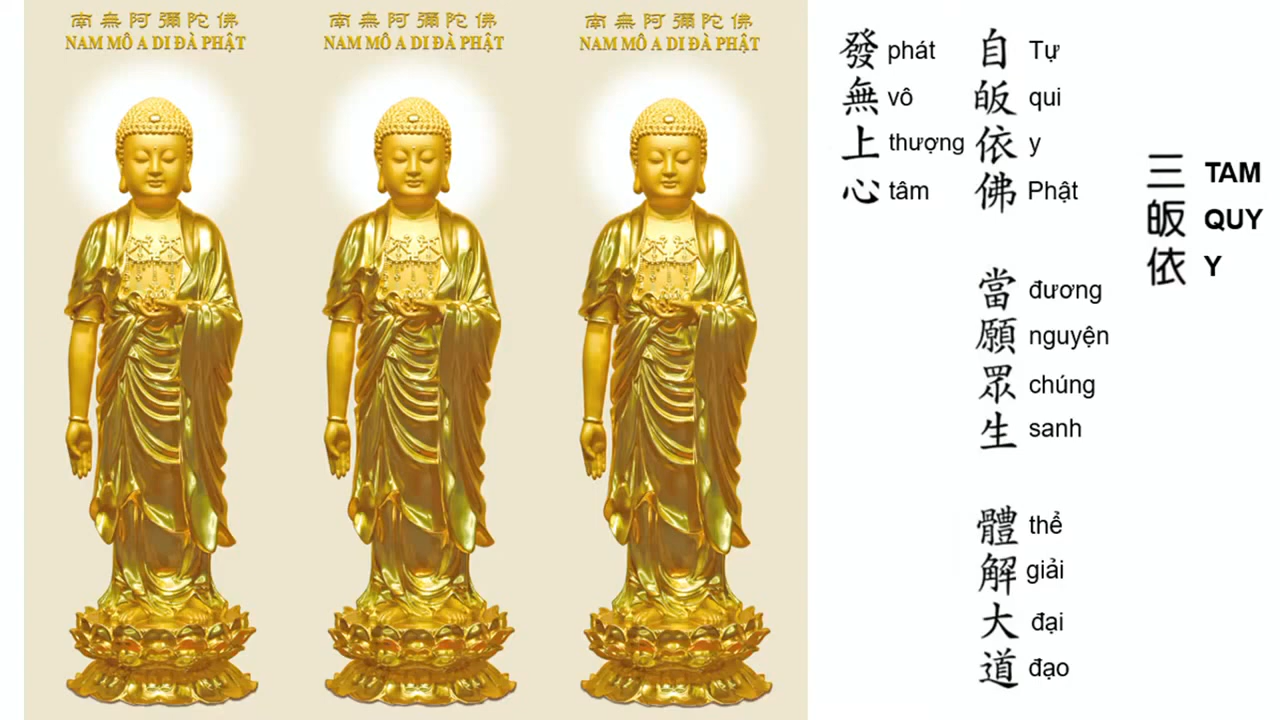 南無阿彌陀佛
NAM MÔ A DI ĐÀ PHẬT
南無阿彌陀佛
NAM MÔ A DI ĐÀ PHẬT
南無阿彌陀佛
NAM MÔ A DI ĐÀ PHẬT
三 TAM
皈 QUY
依 Y
自 Tự
皈 qui
依 y
佛 Phật
當 đương
願 nguyện
眾 chúng
生 sanh
體 thể
解 giải
大 đại
道 đạo
發 phát
無 vô
上 thượng
心 tâm